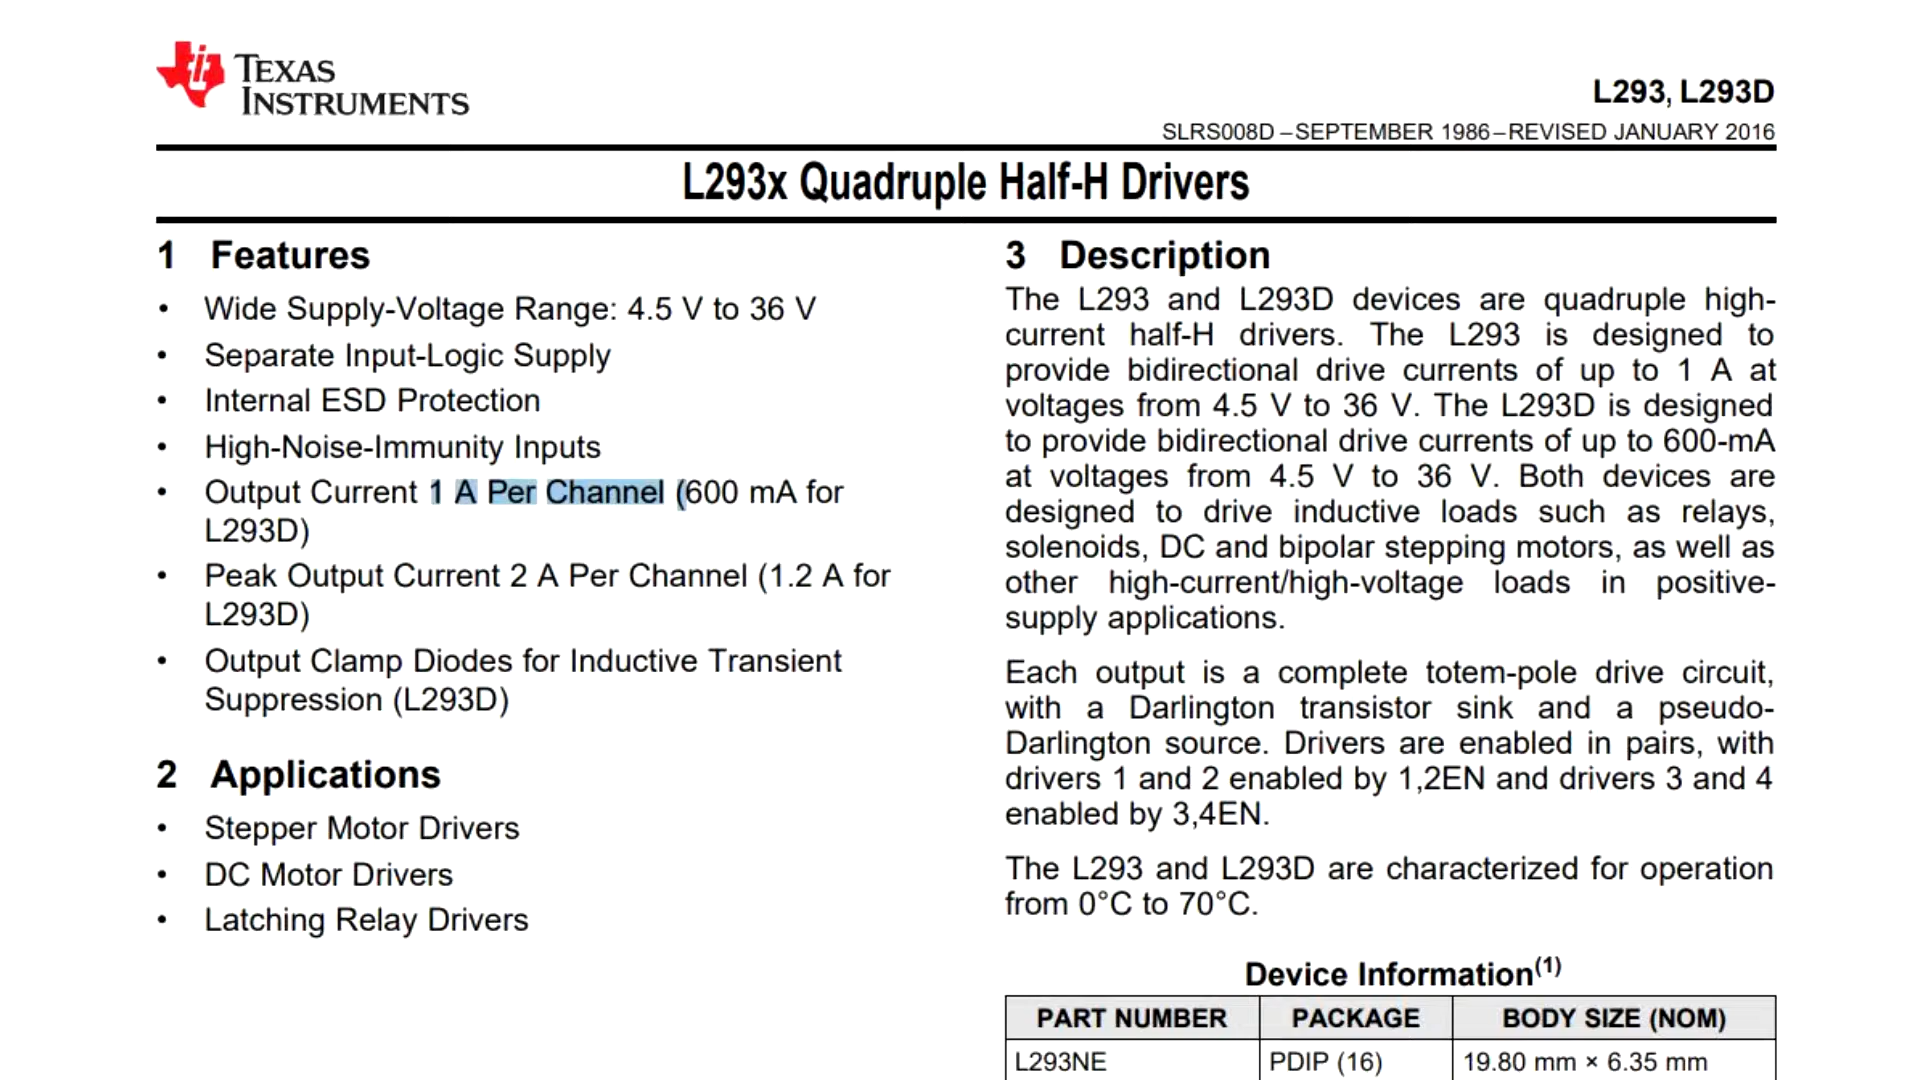 TEXAS
INSTRUMENTS
L293, L293D
SLRS008D –SEPTEMBER 1986–REVISED JANUARY 2016
L293x Quadruple Half-H Drivers
1 Features
• Wide Supply-Voltage Range: 4.5 V to 36 V
• Separate Input-Logic Supply
• Internal ESD Protection
• High-Noise-Immunity Inputs
• Output Current 1 A Per Channel (600 mA for
L293D)
• Peak Output Current 2 A Per Channel (1.2 A for
L293D)
• Output Clamp Diodes for Inductive Transient
Suppression (L293D)
2 Applications
• Stepper Motor Drivers
• DC Motor Drivers
• Latching Relay Drivers
3 Description
The L293 and L293D devices are quadruple high-
current half-H drivers. The L293 is designed to
provide bidirectional drive currents of up to 1 A at
voltages from 4.5 V to 36 V. The L293D is designed
to provide bidirectional drive currents of up to 600-mA
at voltages from 4.5 V to 36 V. Both devices are
designed to drive inductive loads such as relays,
solenoids, DC and bipolar stepping motors, as well as
other high-current/high-voltage loads in positive-
supply applications.
Each output is a complete totem-pole drive circuit,
with a Darlington transistor sink and a pseudo-
Darlington source. Drivers are enabled in pairs, with
drivers 1 and 2 enabled by 1,2EN and drivers 3 and 4
enabled by 3,4EN.
The L293 and L293D are characterized for operation
from 0°C to 70°C.
Device Information(1)
PART NUMBER PACKAGE BODY SIZE (NOM)
L293NE PDIP (16) 19.80 mm × 6.35 mm